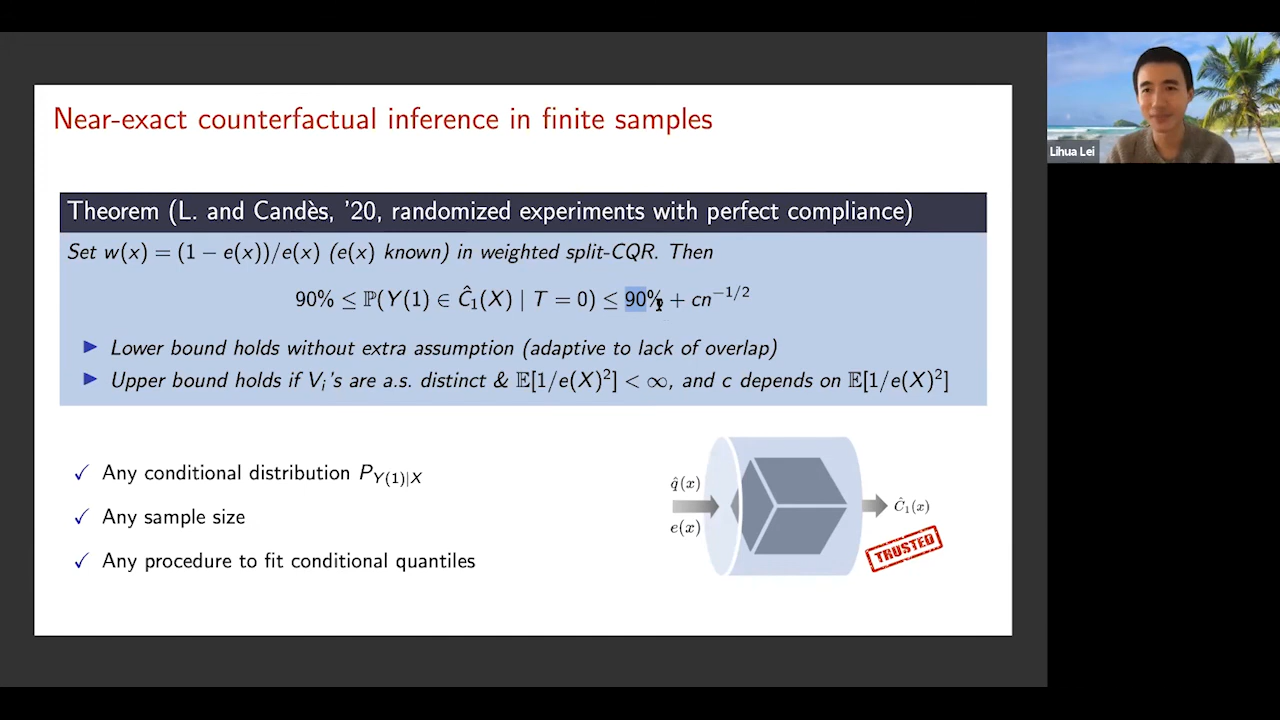 Near-exact counterfactual inference in finite samples
Theorem (L. and Candès, '20, randomized experiments with perfect compliance)
Set w(x) = (1 − e(x))/e(x) (e(x) known) in weighted split-CQR. Then
90% ≤ ℙ(Y(1) ∈ Ĉ₁(X) | T = 0) ≤ 90% + cn^{−1/2}
▶ Lower bound holds without extra assumption (adaptive to lack of overlap)
▶ Upper bound holds if Vᵢ's are a.s. distinct & 𝔼[1/e(X)²] < ∞, and c depends on 𝔼[1/e(X)²]
✓ Any conditional distribution P_{Y(1)|X}
✓ Any sample size
✓ Any procedure to fit conditional quantiles
q̂(x)
e(x)
Ĉ₁(x)
TRUSTED
Lihua Lei